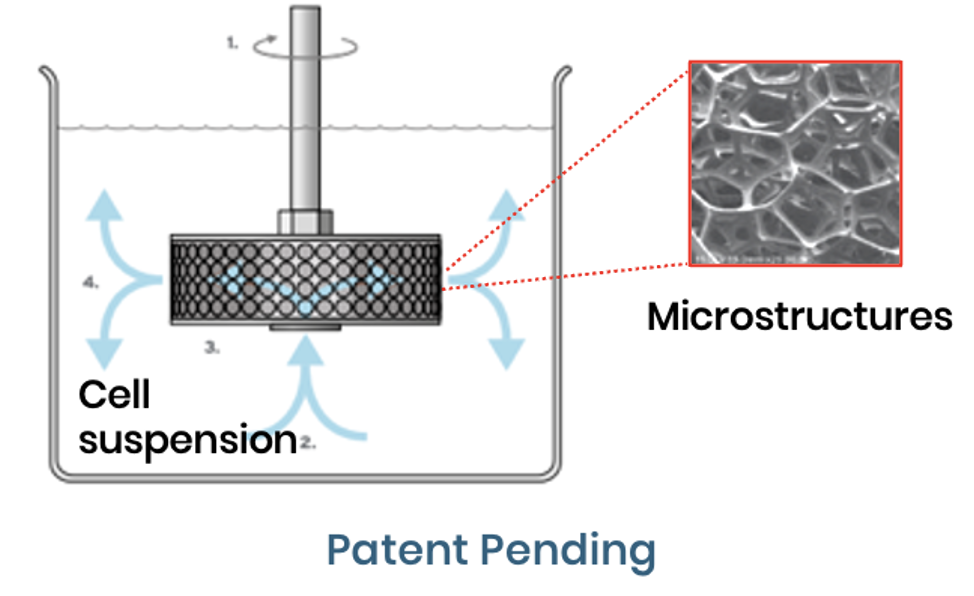 1.
4.
3.
Cell
suspension
2.
Microstructures
Patent Pending